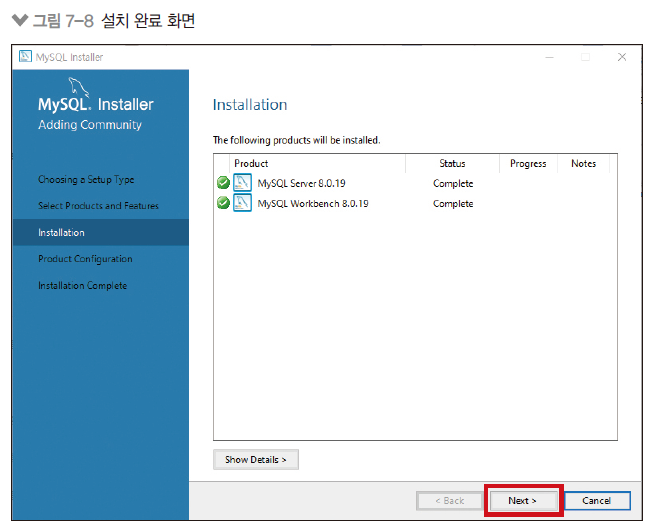 그림 7-8 설치 완료 화면
MySQL Installer
MySQL. Installer
Adding Community
Choosing a Setup Type
Select Products and Features
Installation
Product Configuration
Installation Complete
Installation
The following products will be installed.
Product Status Progress Notes
MySQL Server 8.0.19 Complete
MySQL Workbench 8.0.19 Complete
Show Details >
< Back Next > Cancel